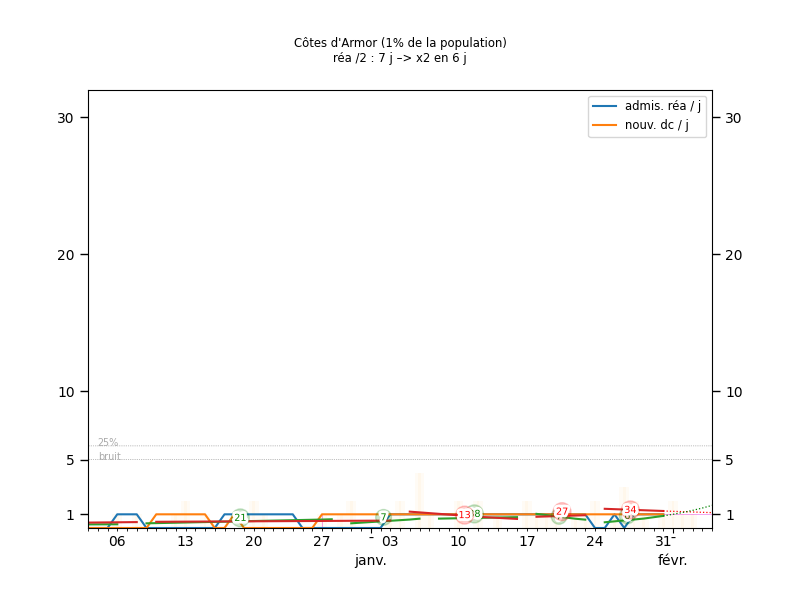 Côtes d'Armor (1% de la population)
réa /2 : 7 j –> x2 en 6 j
admis. réa / j
nouv. dc / j
30 30
20 20
10 10
25%
5 5
bruit
1 1
21 7 13 8 27 34
06 13 20 27 - 03 10 17 24 31-
janv. févr.